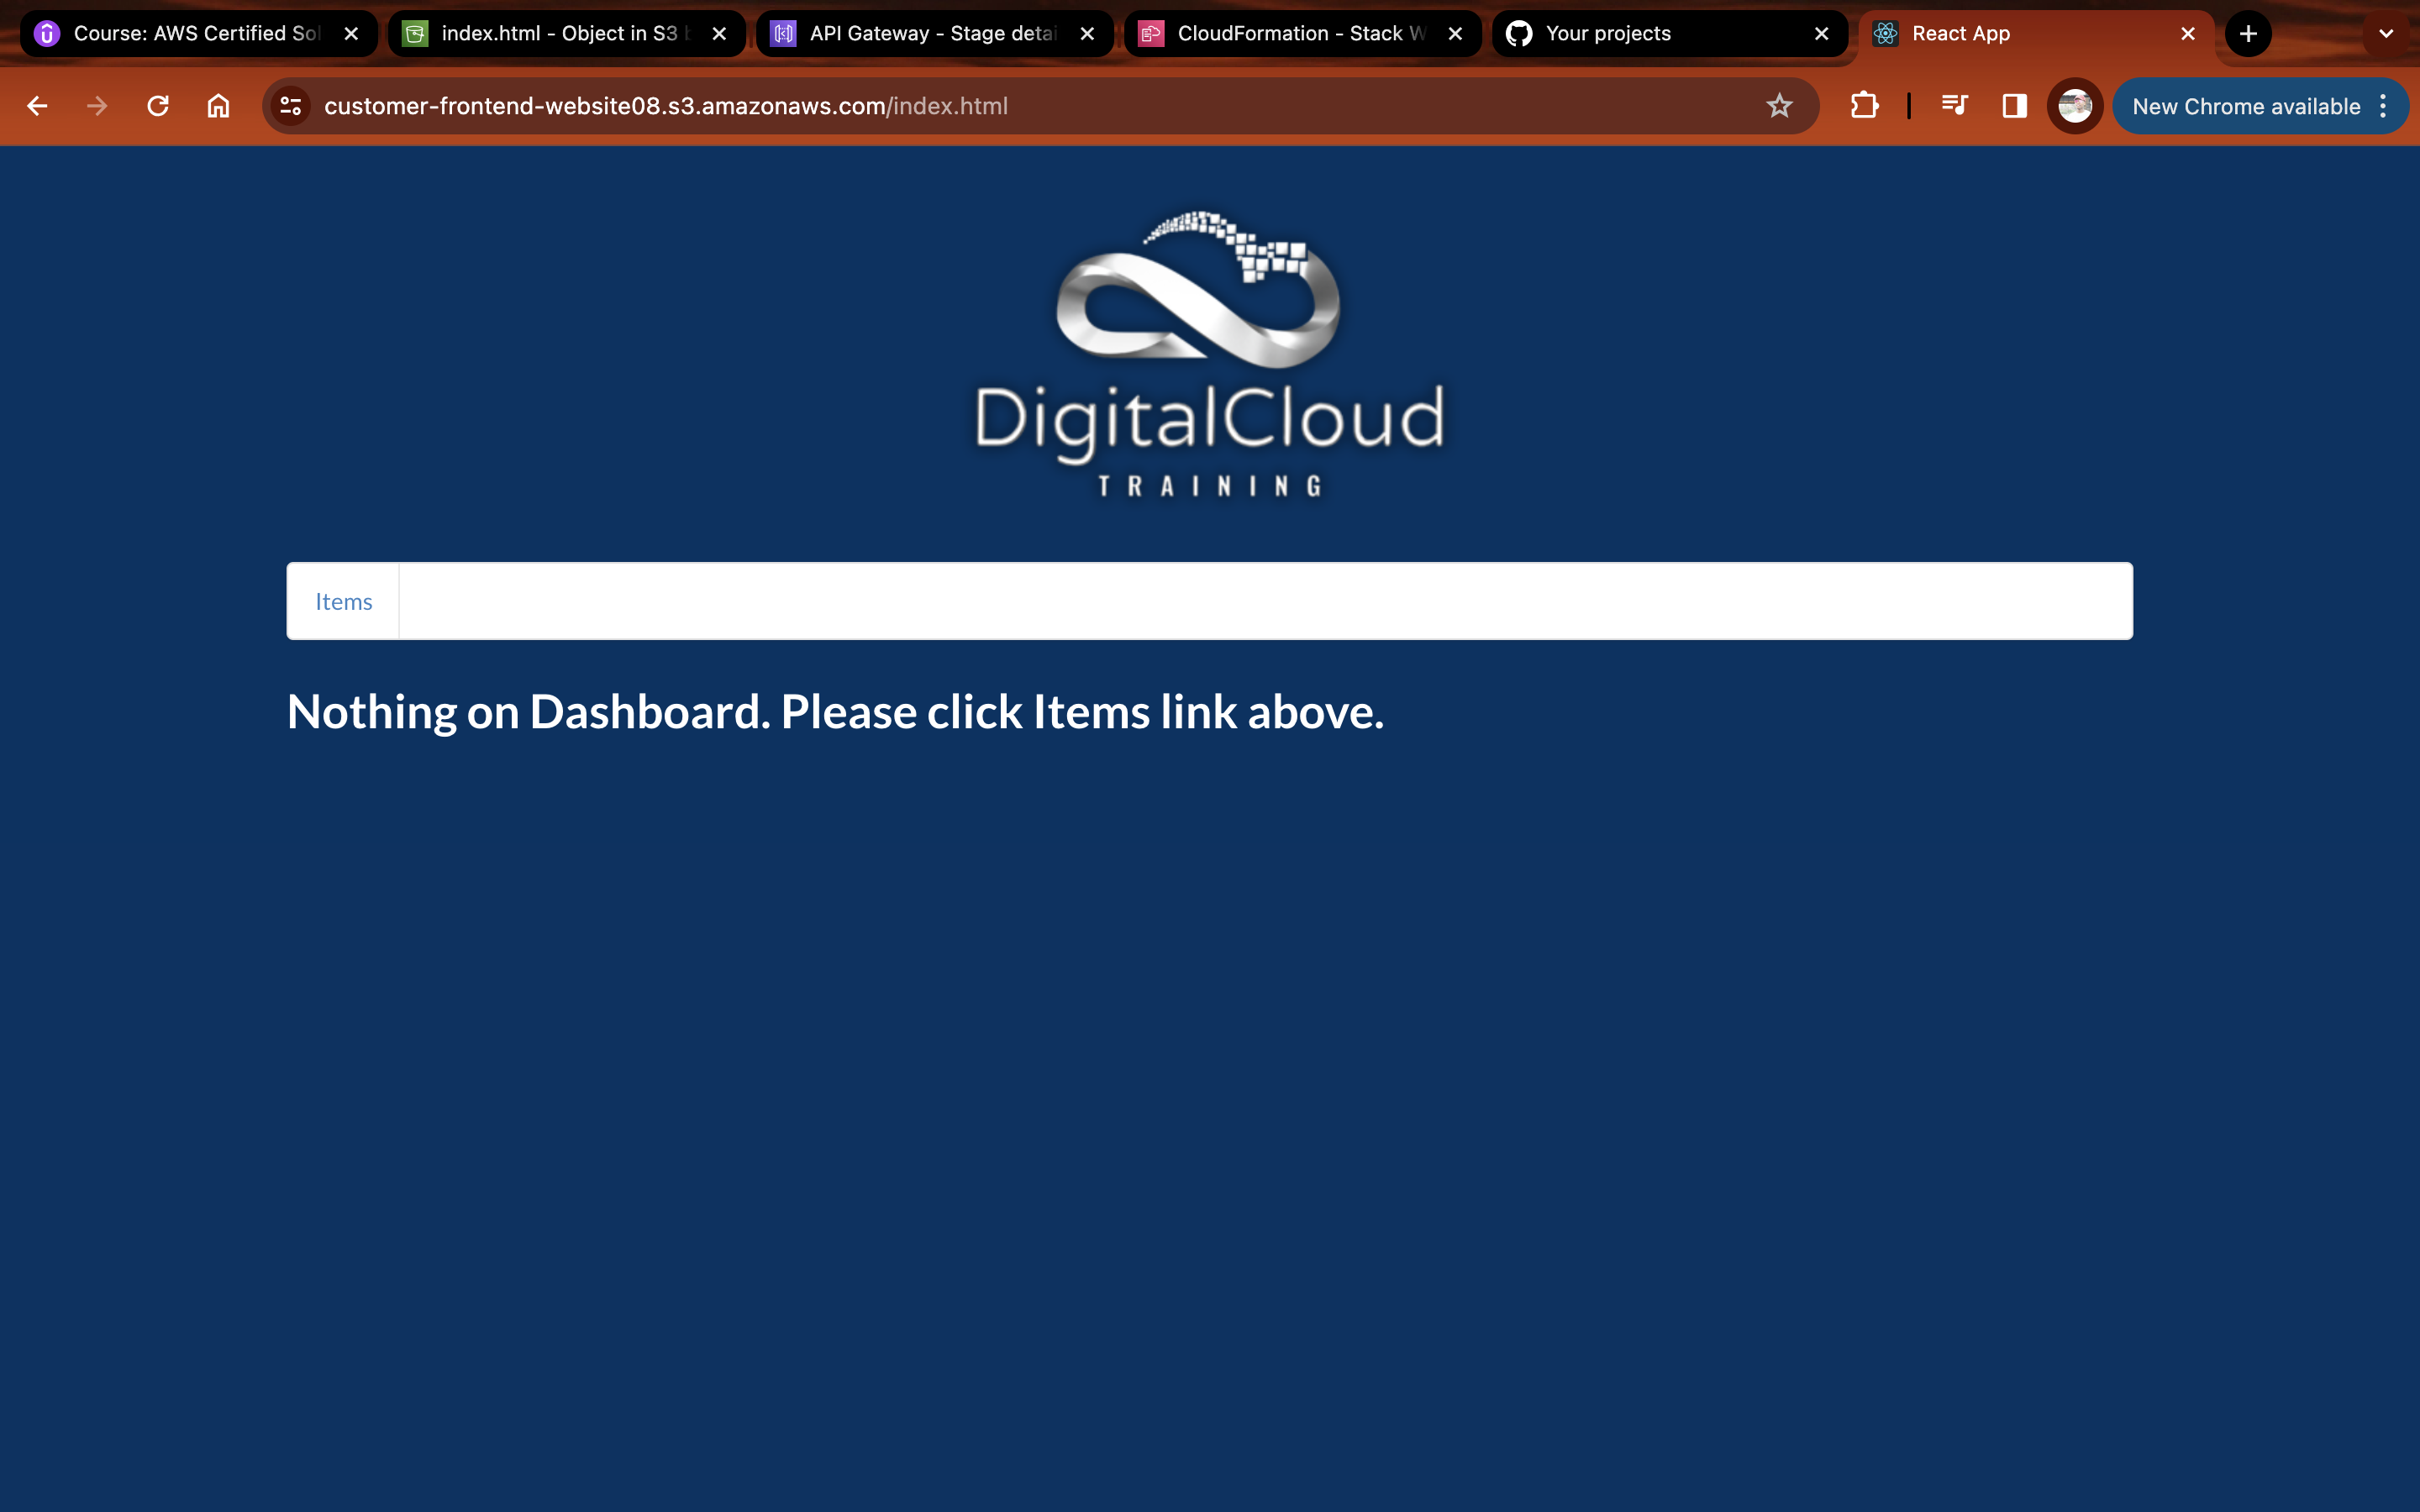 Course: AWS Certified Sol
index.html - Object in S3 b
API Gateway - Stage detai
CloudFormation - Stack W
Your projects
React App
customer-frontend-website08.s3.amazonaws.com/index.html
New Chrome available
DigitalCloud
TRAINING
Items
Nothing on Dashboard. Please click Items link above.